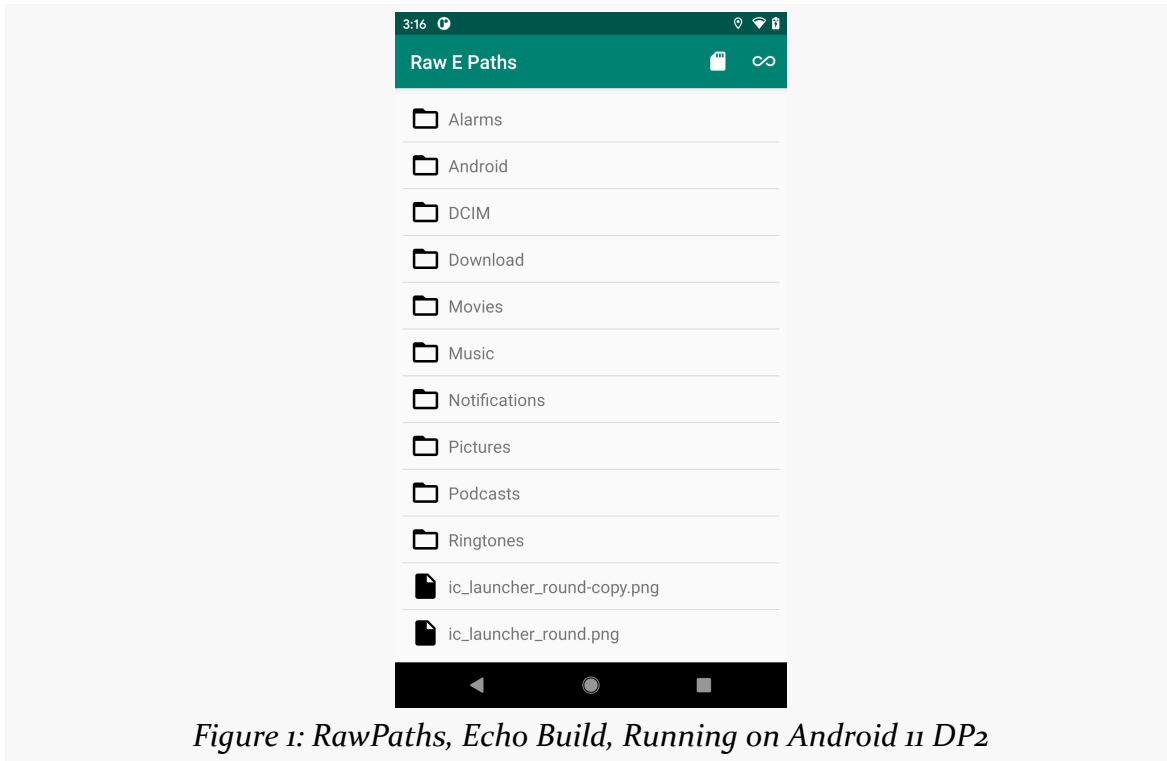 3:16
Raw E Paths
Alarms
Android
DCIM
Download
Movies
Music
Notifications
Pictures
Podcasts
Ringtones
ic_launcher_round-copy.png
ic_launcher_round.png
Figure 1: RawPaths, Echo Build, Running on Android 11 DP2